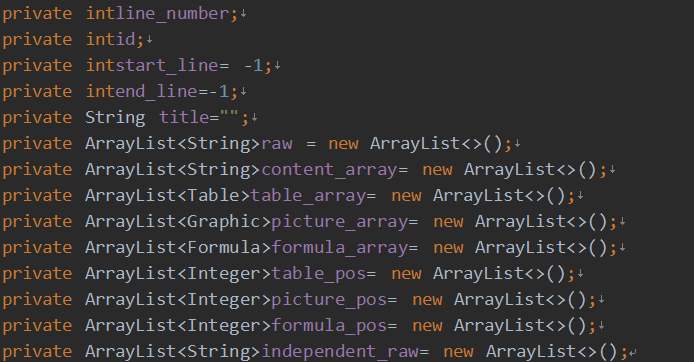 private intline_number;↓
private intid;↓
private intstart_line= -1;↓
private intend_line=-1;↓
private String title="";↓
private ArrayList<String>raw = new ArrayList<>();↓
private ArrayList<String>content_array= new ArrayList<>();↓
private ArrayList<Table>table_array= new ArrayList<>();↓
private ArrayList<Graphic>picture_array= new ArrayList<>();↓
private ArrayList<Formula>formula_array= new ArrayList<>();↓
private ArrayList<Integer>table_pos= new ArrayList<>();↓
private ArrayList<Integer>picture_pos= new ArrayList<>();↓
private ArrayList<Integer>formula_pos= new ArrayList<>();↓
private ArrayList<String>independent_raw= new ArrayList<>();↵